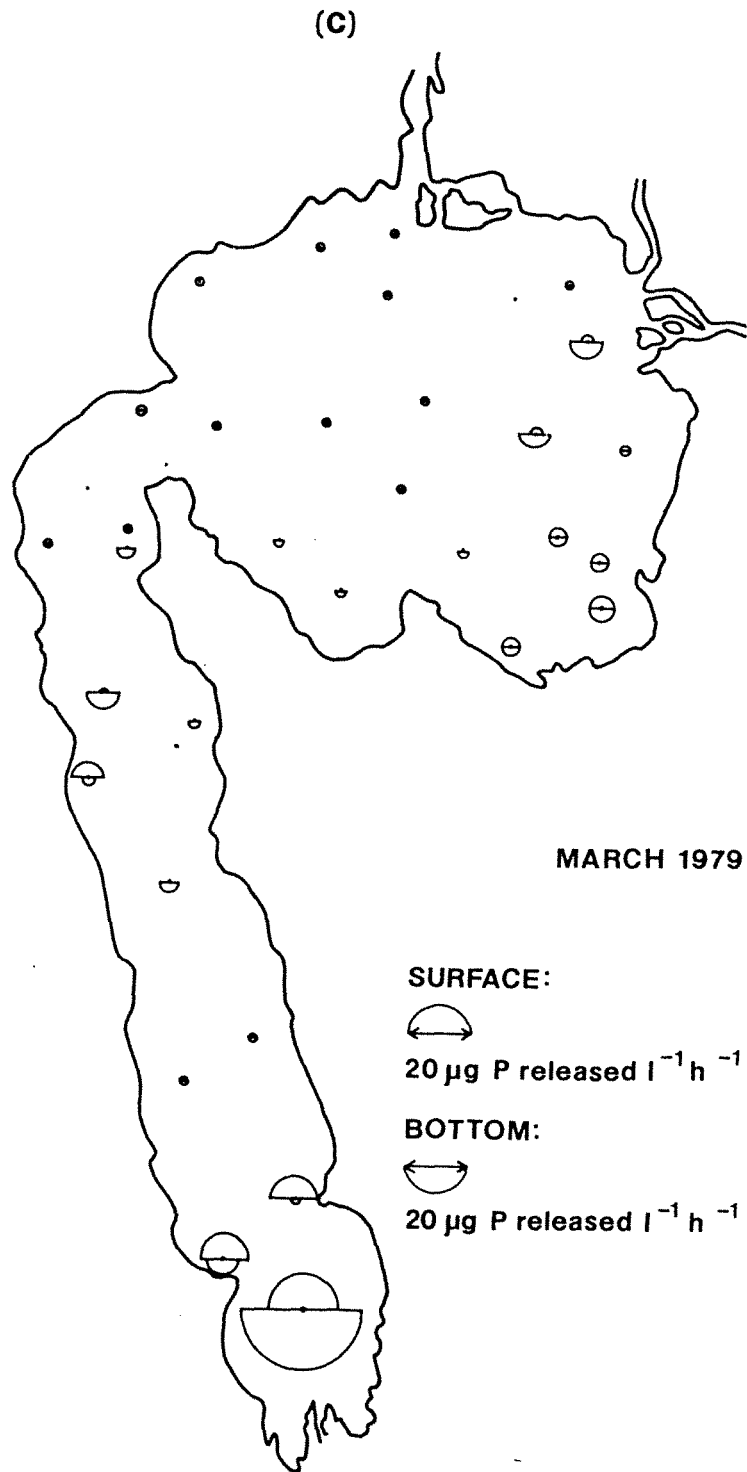 (C)
MARCH 1979
SURFACE:
20 µg P released l⁻¹ h⁻¹
BOTTOM:
20 µg P released l⁻¹ h⁻¹